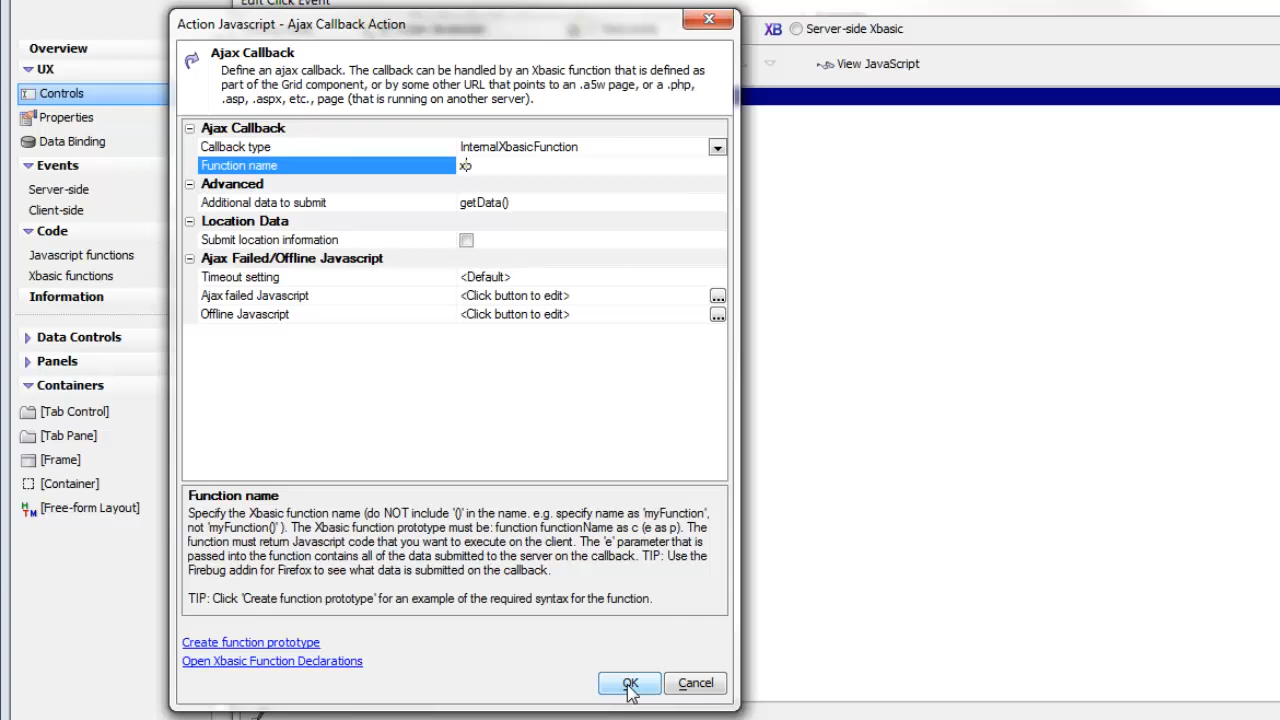 Edit Click Event
Action Javascript - Ajax Callback Action
Ajax Callback
Define an ajax callback. The callback can be handled by an Xbasic function that is defined as
part of the Grid component, or by some other URL that points to an .a5w page, or a .php,
.asp, .aspx, etc., page (that is running on another server).
XB Server-side Xbasic
View JavaScript
Overview
UX
Controls
Properties
Data Binding
Events
Server-side
Client-side
Code
Javascript functions
Xbasic functions
Information
Data Controls
Panels
Containers
[Tab Control]
[Tab Pane]
[Frame]
[Container]
[Free-form Layout]
Ajax Callback
Callback type InternalXbasicFunction
Function name xb
Advanced
Additional data to submit getData()
Location Data
Submit location information
Ajax Failed/Offline Javascript
Timeout setting <Default>
Ajax failed Javascript <Click button to edit> ...
Offline Javascript <Click button to edit> ...
Function name
Specify the Xbasic function name (do NOT include '()' in the name. e.g. specify name as 'myFunction',
not 'myFunction()' ). The Xbasic function prototype must be: function functionName as c (e as p). The
function must return Javascript code that you want to execute on the client. The 'e' parameter that is
passed into the function contains all of the data submitted to the server on the callback. TIP: Use the
Firebug addin for Firefox to see what data is submitted on the callback.
TIP: Click 'Create function prototype' for an example of the required syntax for the function.
Create function prototype
Open Xbasic Function Declarations
OK Cancel